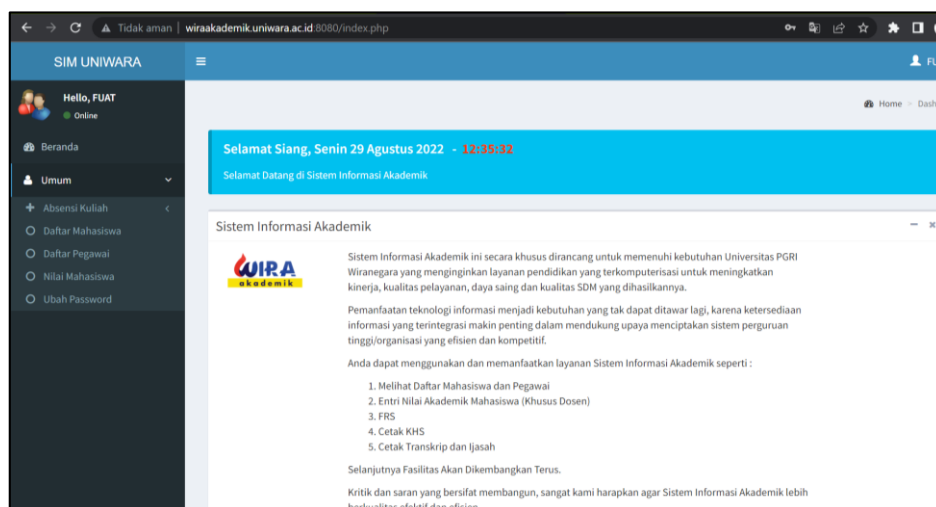 Tidak aman | wiraakademik.uniwara.ac.id:8080/index.php
SIM UNIWARA
FU
Hello, FUAT
Online
Home > Dash
Beranda
Selamat Siang, Senin 29 Agustus 2022 - 12:35:32
Selamat Datang di Sistem Informasi Akademik
Umum
Absensi Kuliah
Daftar Mahasiswa
Daftar Pegawai
Nilai Mahasiswa
Ubah Password
Sistem Informasi Akademik
WIRA
akademik
Sistem Informasi Akademik ini secara khusus dirancang untuk memenuhi kebutuhan Universitas PGRI
Wiranegara yang menginginkan layanan pendidikan yang terkomputerisasi untuk meningkatkan
kinerja, kualitas pelayanan, daya saing dan kualitas SDM yang dihasilkannya.
Pemanfaatan teknologi informasi menjadi kebutuhan yang tak dapat ditawar lagi, karena ketersediaan
informasi yang terintegrasi makin penting dalam mendukung upaya menciptakan sistem perguruan
tinggi/organisasi yang efisien dan kompetitif.
Anda dapat menggunakan dan memanfaatkan layanan Sistem Informasi Akademik seperti :
1. Melihat Daftar Mahasiswa dan Pegawai
2. Entri Nilai Akademik Mahasiswa (Khusus Dosen)
3. FRS
4. Cetak KHS
5. Cetak Transkrip dan Ijasah
Selanjutnya Fasilitas Akan Dikembangkan Terus.
Kritik dan saran yang bersifat membangun, sangat kami harapkan agar Sistem Informasi Akademik lebih
berkualitas efektif dan efisien